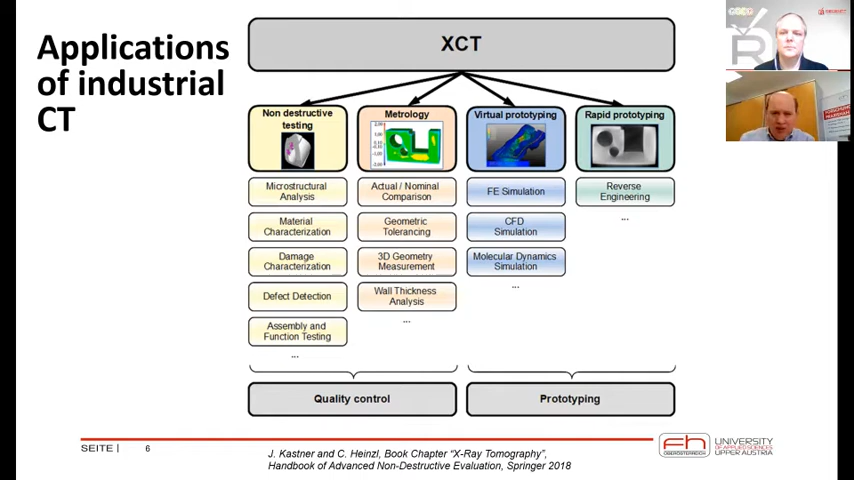 Applications
of industrial
CT
XCT
Non destructive
testing
Metrology
Virtual prototyping
Rapid prototyping
Microstructural
Analysis
Material
Characterization
Damage
Characterization
Defect Detection
Assembly and
Function Testing
...
Actual / Nominal
Comparison
Geometric
Tolerancing
3D Geometry
Measurement
Wall Thickness
Analysis
...
FE Simulation
CFD
Simulation
Molecular Dynamics
Simulation
...
Reverse
Engineering
...
Quality control
Prototyping
SEITE |
6
J. Kastner and C. Heinzl, Book Chapter “X-Ray Tomography”,
Handbook of Advanced Non-Destructive Evaluation, Springer 2018
fh
OBERÖSTERREICH
UNIVERSITY
OF APPLIED SCIENCES
UPPER AUSTRIA